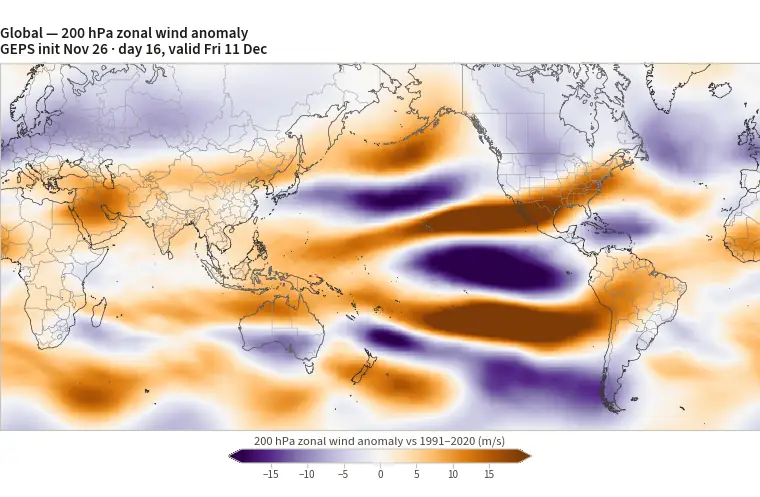 Global — 200 hPa zonal wind anomaly
GEPS init Nov 26 · day 16, valid Fri 11 Dec
200 hPa zonal wind anomaly vs 1991–2020 (m/s)
−15 −10 −5 0 5 10 15